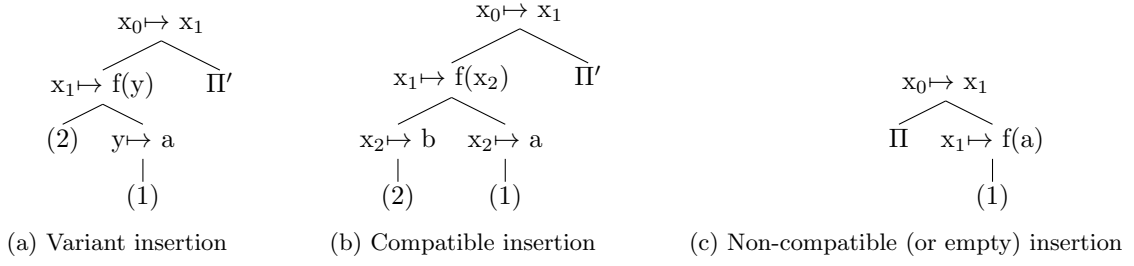 x₀↦ x₁
x₁↦ f(y) Π′
(2) y↦ a
(1)
(a) Variant insertion
x₀↦ x₁
x₁↦ f(x₂) Π′
x₂↦ b x₂↦ a
(2) (1)
(b) Compatible insertion
x₀↦ x₁
Π x₁↦ f(a)
(1)
(c) Non-compatible (or empty) insertion